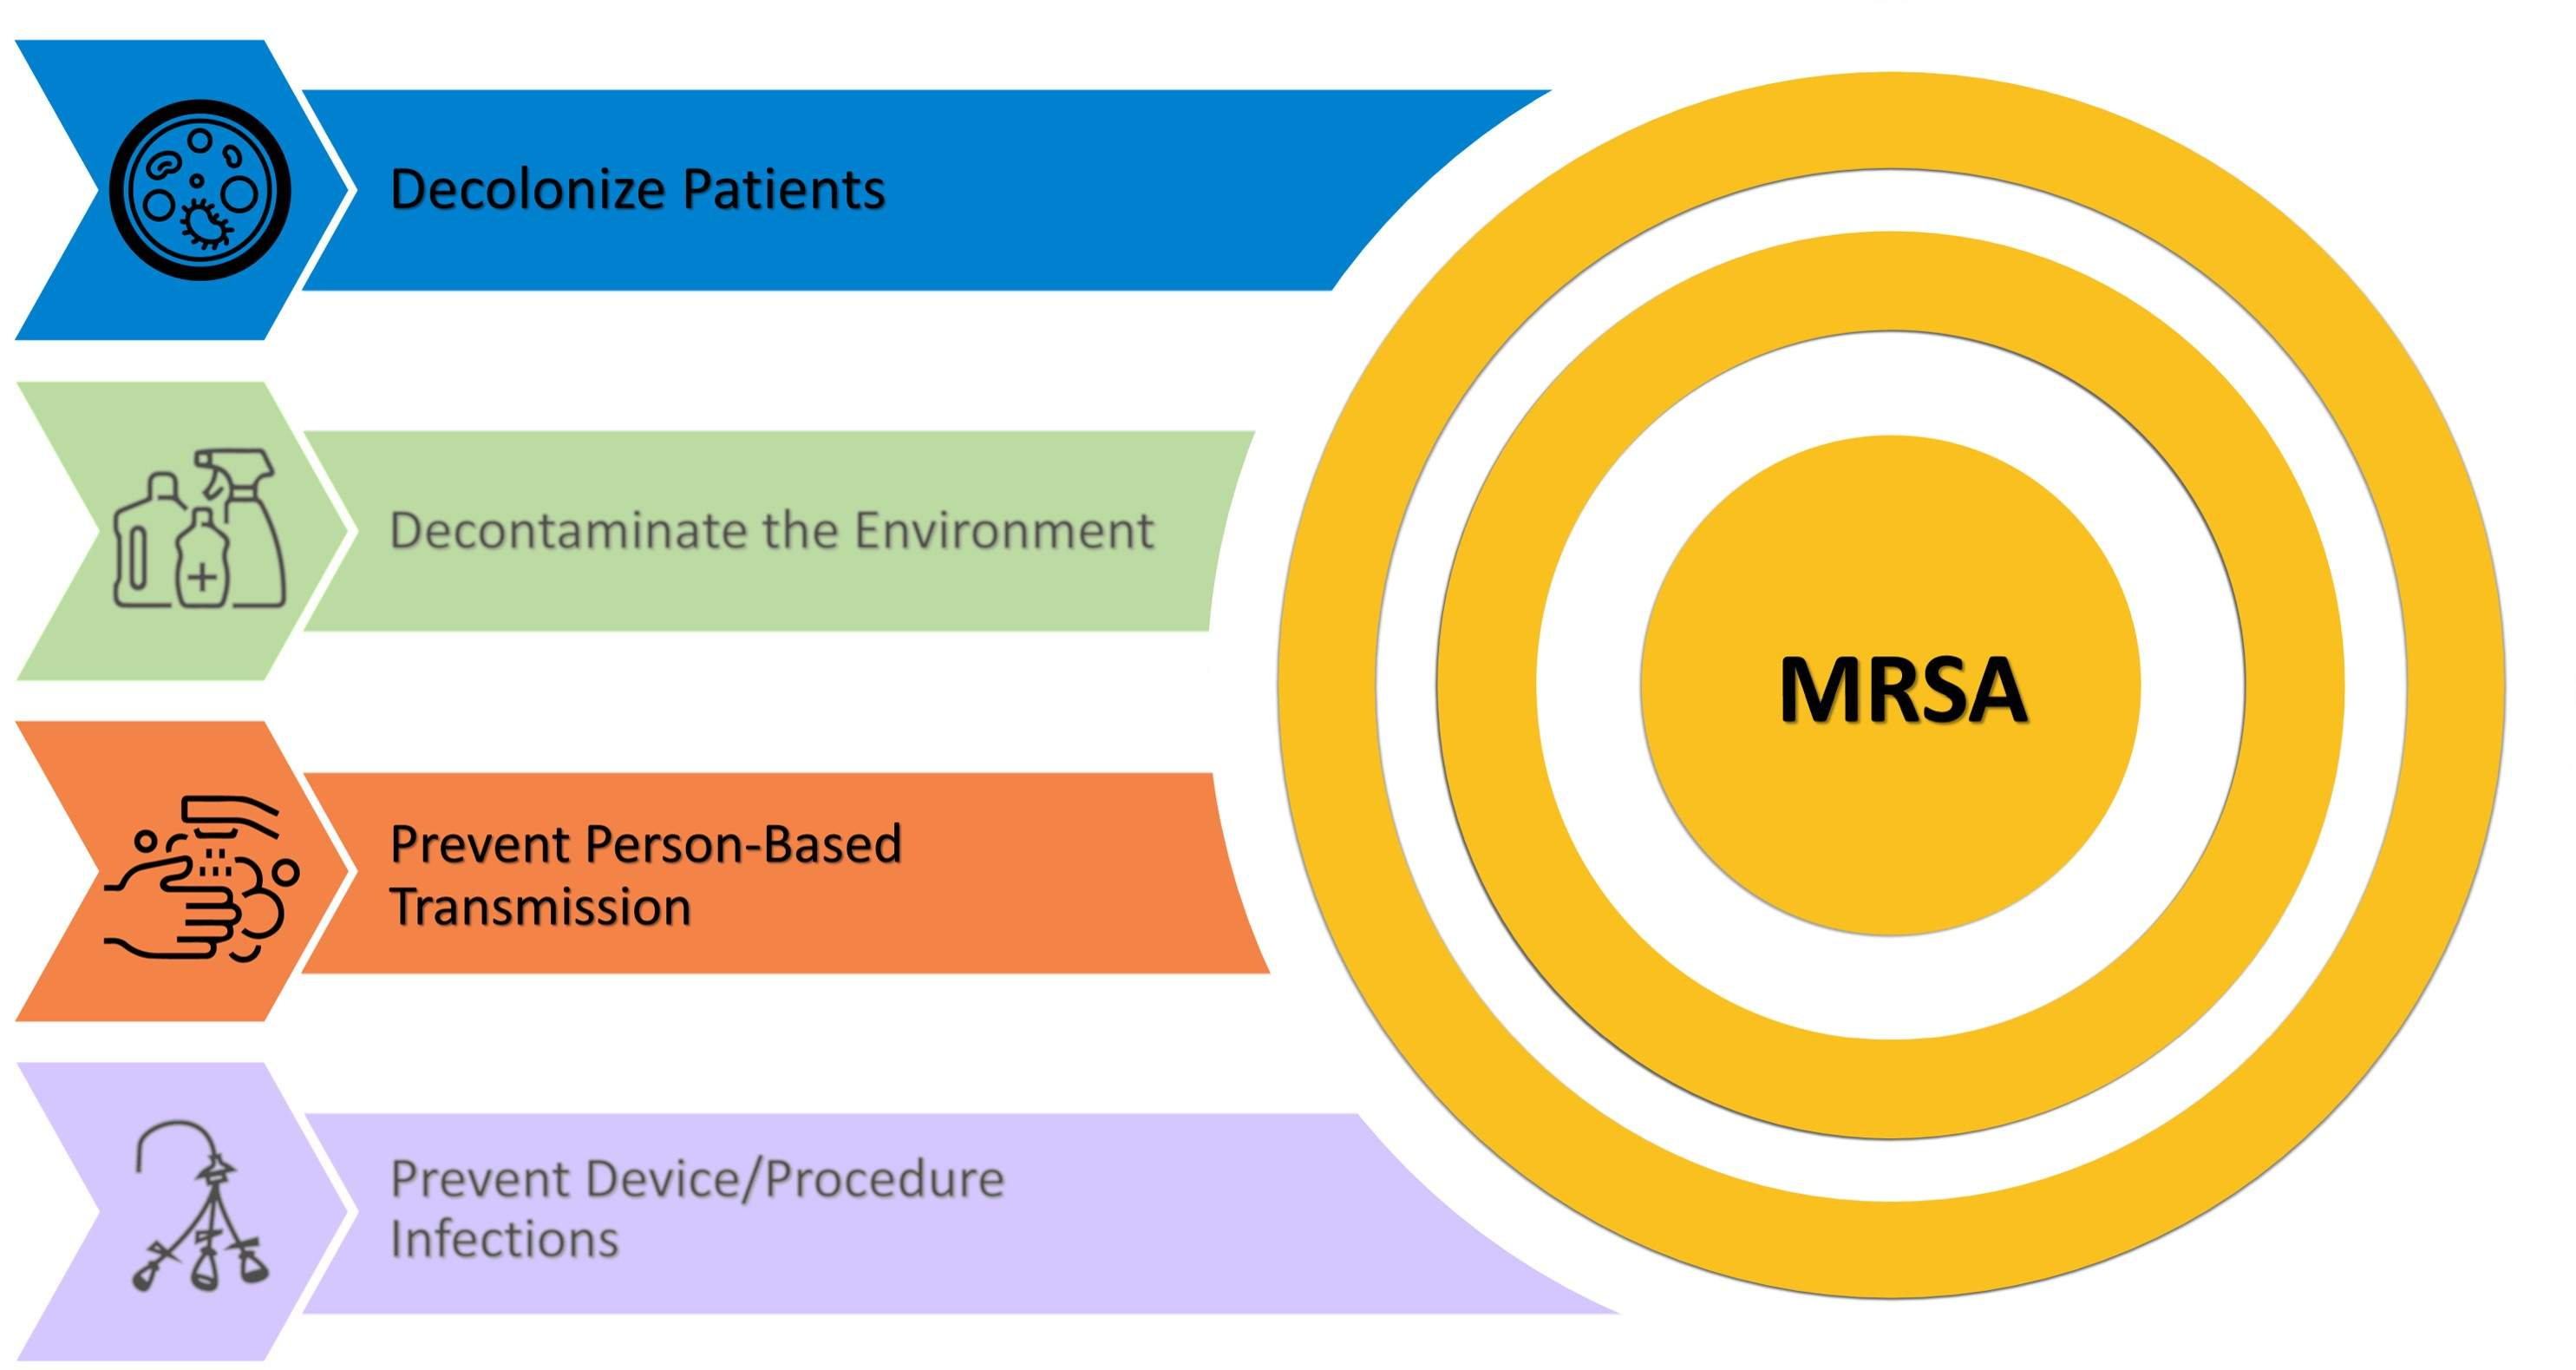 Decolonize Patients
Decontaminate the Environment
Prevent Person-Based
Transmission
Prevent Device/Procedure
Infections
MRSA